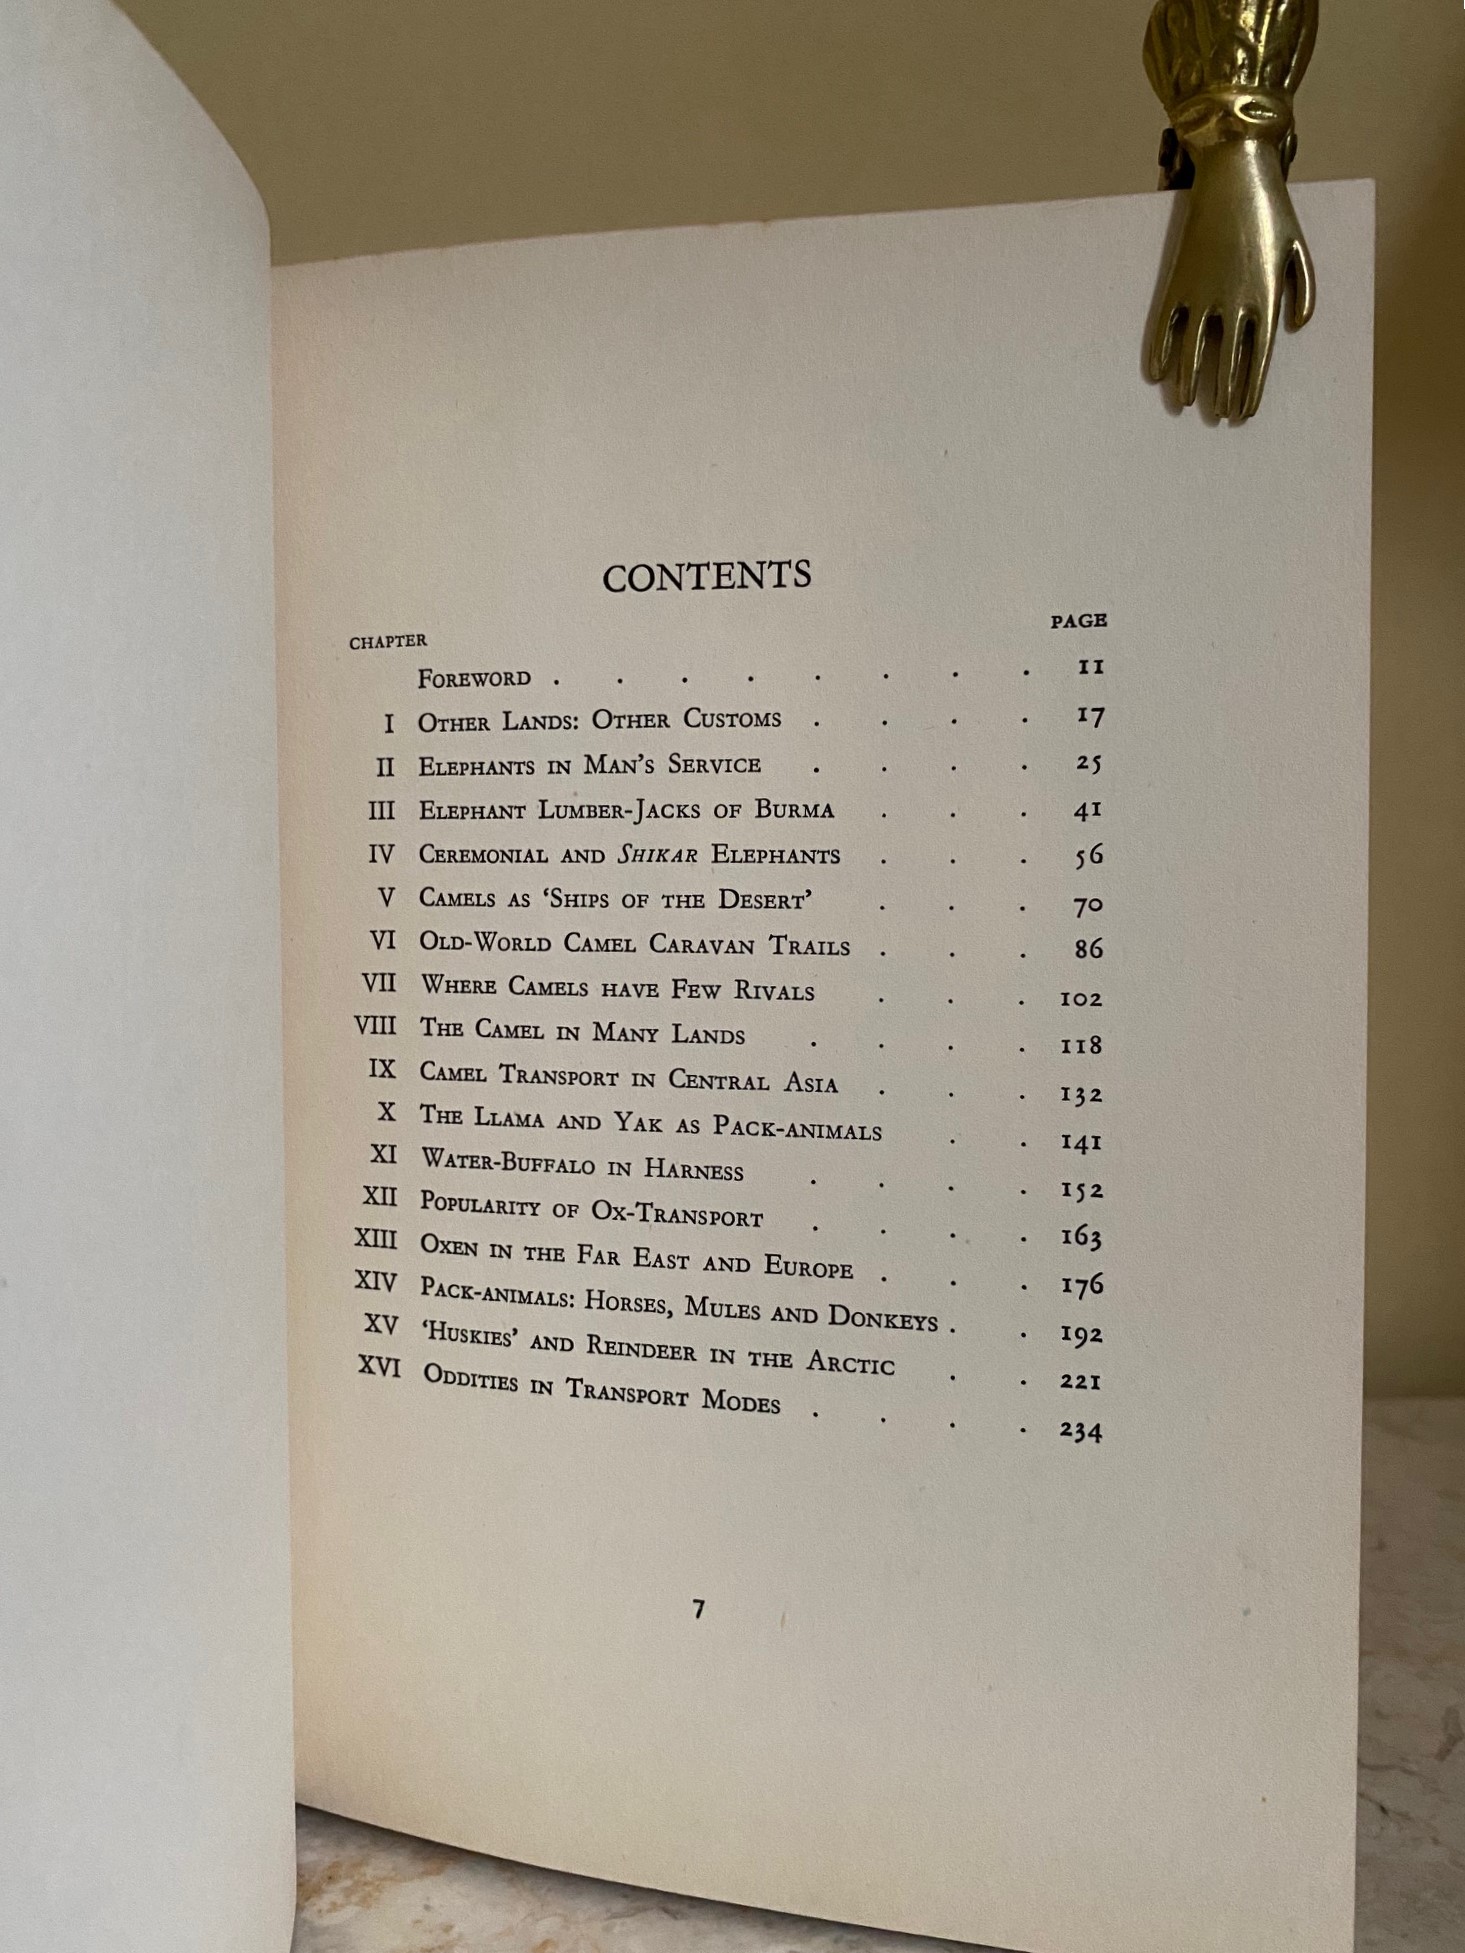 CONTENTS
CHAPTER PAGE
FOREWORD . . . . . . . . 11
I OTHER LANDS: OTHER CUSTOMS . . . . 17
II ELEPHANTS IN MAN'S SERVICE . . . . 25
III ELEPHANT LUMBER-JACKS OF BURMA . . . 41
IV CEREMONIAL AND SHIKAR ELEPHANTS . . . 56
V CAMELS AS 'SHIPS OF THE DESERT' . . . 70
VI OLD-WORLD CAMEL CARAVAN TRAILS . . . 86
VII WHERE CAMELS HAVE FEW RIVALS . . . 102
VIII THE CAMEL IN MANY LANDS . . . . 118
IX CAMEL TRANSPORT IN CENTRAL ASIA . . . 132
X THE LLAMA AND YAK AS PACK-ANIMALS . . 141
XI WATER-BUFFALO IN HARNESS . . . . 152
XII POPULARITY OF OX-TRANSPORT . . . . 163
XIII OXEN IN THE FAR EAST AND EUROPE . . . 176
XIV PACK-ANIMALS: HORSES, MULES AND DONKEYS . . 192
XV 'HUSKIES' AND REINDEER IN THE ARCTIC . . 221
XVI ODDITIES IN TRANSPORT MODES . . . . 234
7